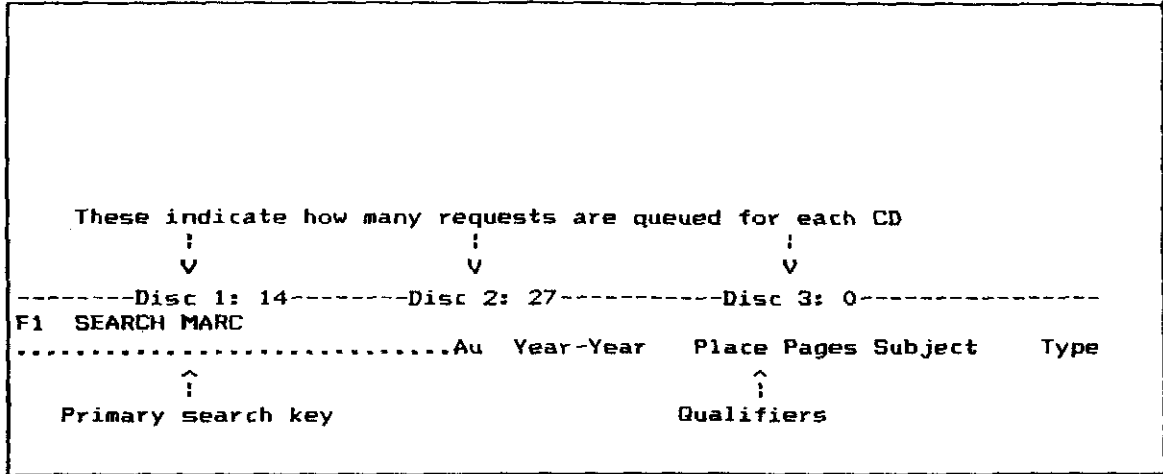 These indicate how many requests are queued for each CD
--------Disc 1: 14--------Disc 2: 27-----------Disc 3: 0----------------
F1 SEARCH MARC
..............................Au Year-Year Place Pages Subject Type
Primary search key Qualifiers